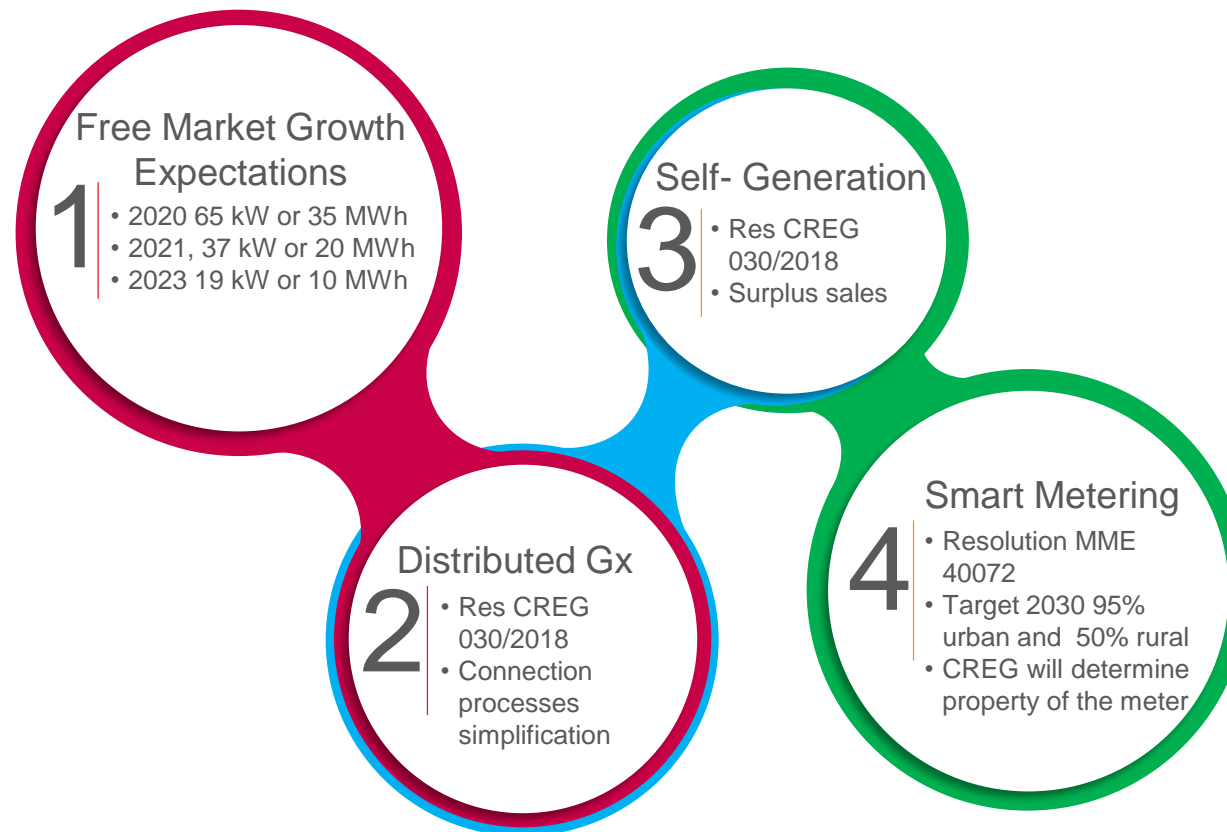 Free Market Growth
Expectations
1
• 2020 65 kW or 35 MWh
• 2021, 37 kW or 20 MWh
• 2023 19 kW or 10 MWh
Distributed Gx
2
• Res CREG
030/2018
• Connection
processes
simplification
Self- Generation
3
• Res CREG
030/2018
• Surplus sales
Smart Metering
4
• Resolution MME
40072
• Target 2030 95%
urban and 50% rural
• CREG will determine
property of the meter